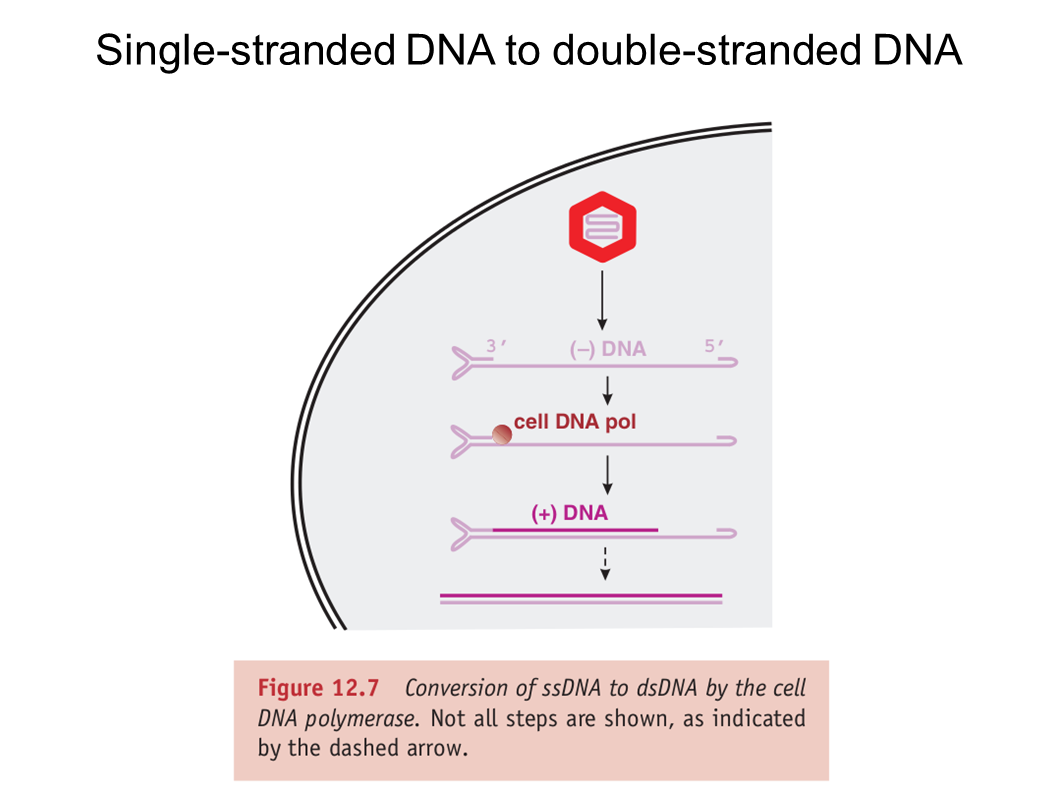 Single-stranded DNA to double-stranded DNA
3′ (–) DNA 5′
cell DNA pol
(+) DNA
Figure 12.7 Conversion of ssDNA to dsDNA by the cell
DNA polymerase. Not all steps are shown, as indicated
by the dashed arrow.